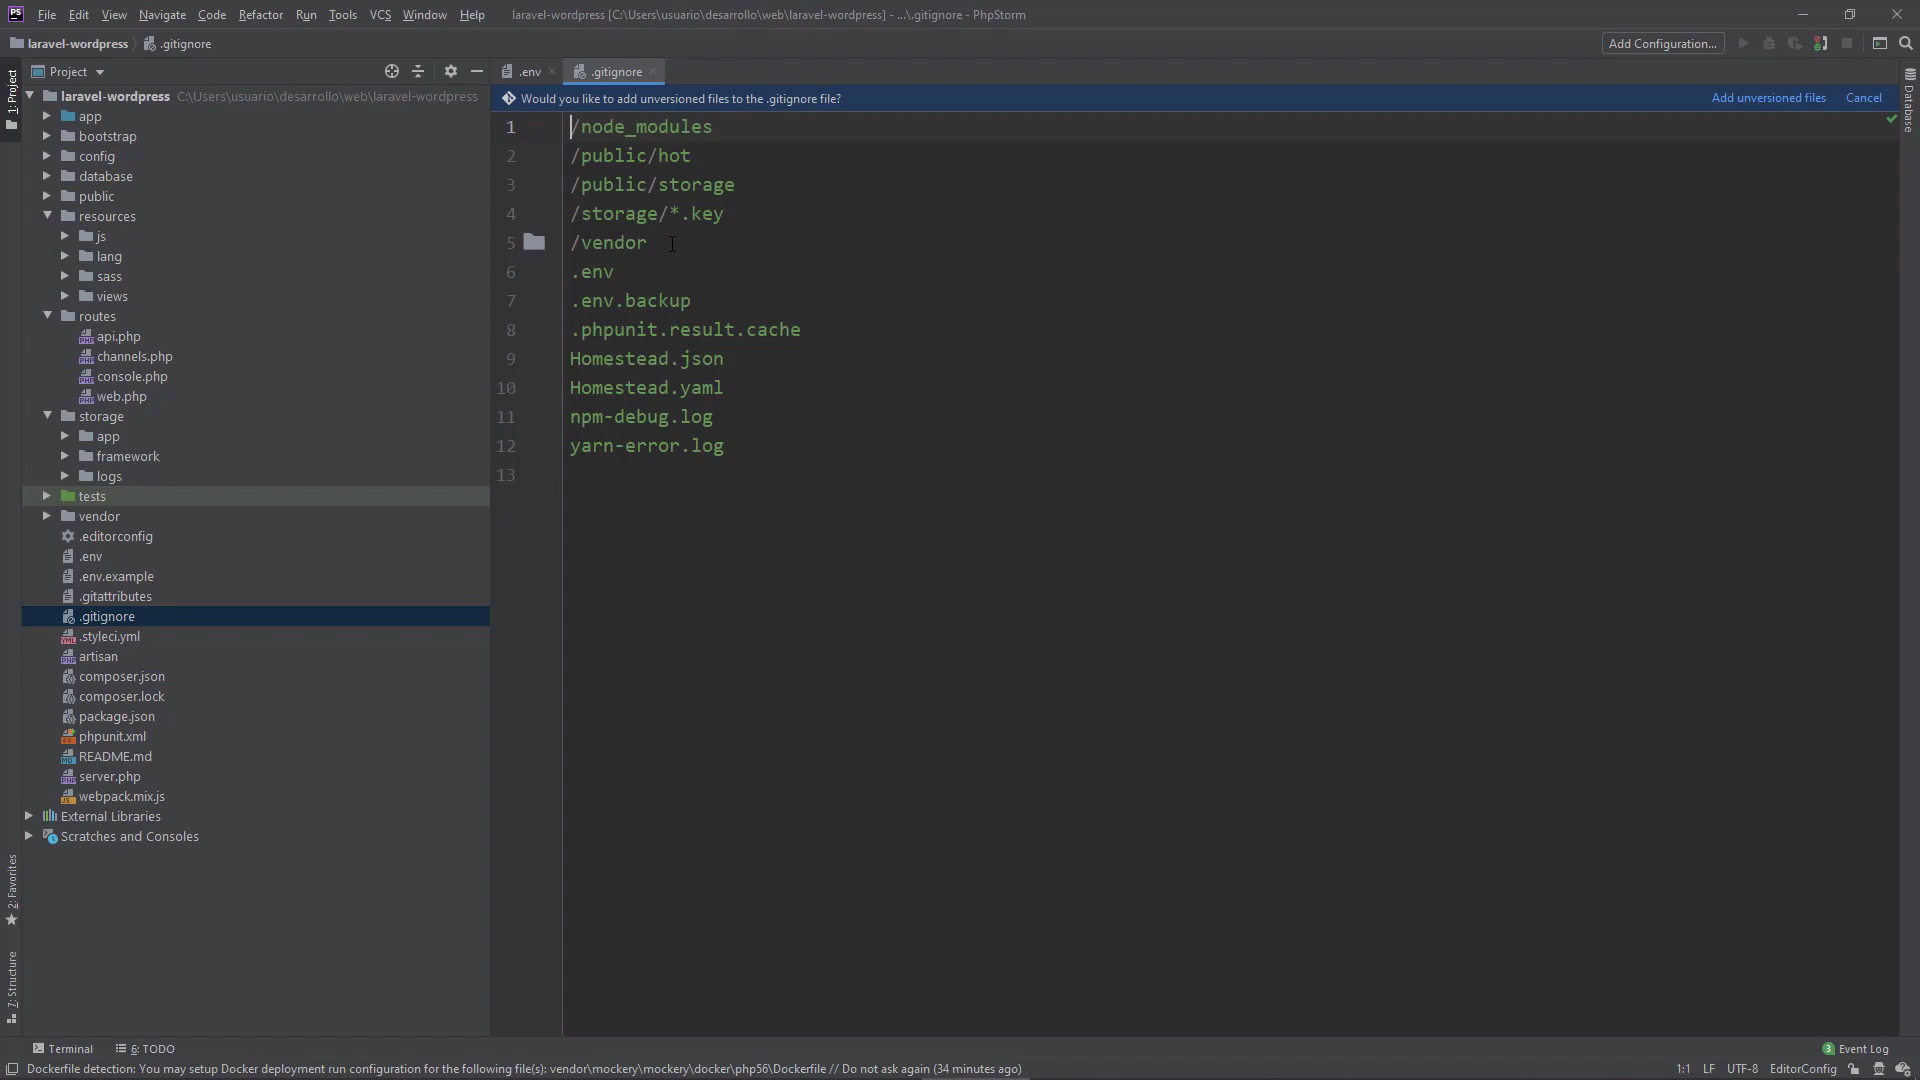 PS File Edit View Navigate Code Refactor Run Tools VCS Window Help laravel-wordpress [C:\Users\usuario\desarrollo\web\laravel-wordpress] - ...\.gitignore - PhpStorm
laravel-wordpress .gitignore Add Configuration...
Project .env .gitignore
1: Project
Database
laravel-wordpress C:\Users\usuario\desarrollo\web\laravel-wordpress
Would you like to add unversioned files to the .gitignore file? Add unversioned files Cancel
app
bootstrap
config
database
public
resources
js
lang
sass
views
routes
api.php
channels.php
console.php
web.php
storage
app
framework
logs
tests
vendor
.editorconfig
.env
.env.example
.gitattributes
.gitignore
.styleci.yml
artisan
composer.json
composer.lock
package.json
phpunit.xml
README.md
server.php
webpack.mix.js
External Libraries
Scratches and Consoles
1 /node_modules
2 /public/hot
3 /public/storage
4 /storage/*.key
5 /vendor
6 .env
7 .env.backup
8 .phpunit.result.cache
9 Homestead.json
10 Homestead.yaml
11 npm-debug.log
12 yarn-error.log
13
2: Favorites
7: Structure
Terminal 6: TODO 3 Event Log
Dockerfile detection: You may setup Docker deployment run configuration for the following file(s): vendor\mockery\mockery\docker\php56\Dockerfile // Do not ask again (34 minutes ago) 1:1 LF UTF-8 EditorConfig